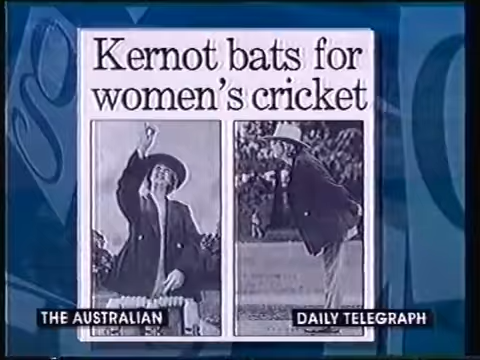 Kernot bats for
women's cricket
THE AUSTRALIAN
DAILY TELEGRAPH